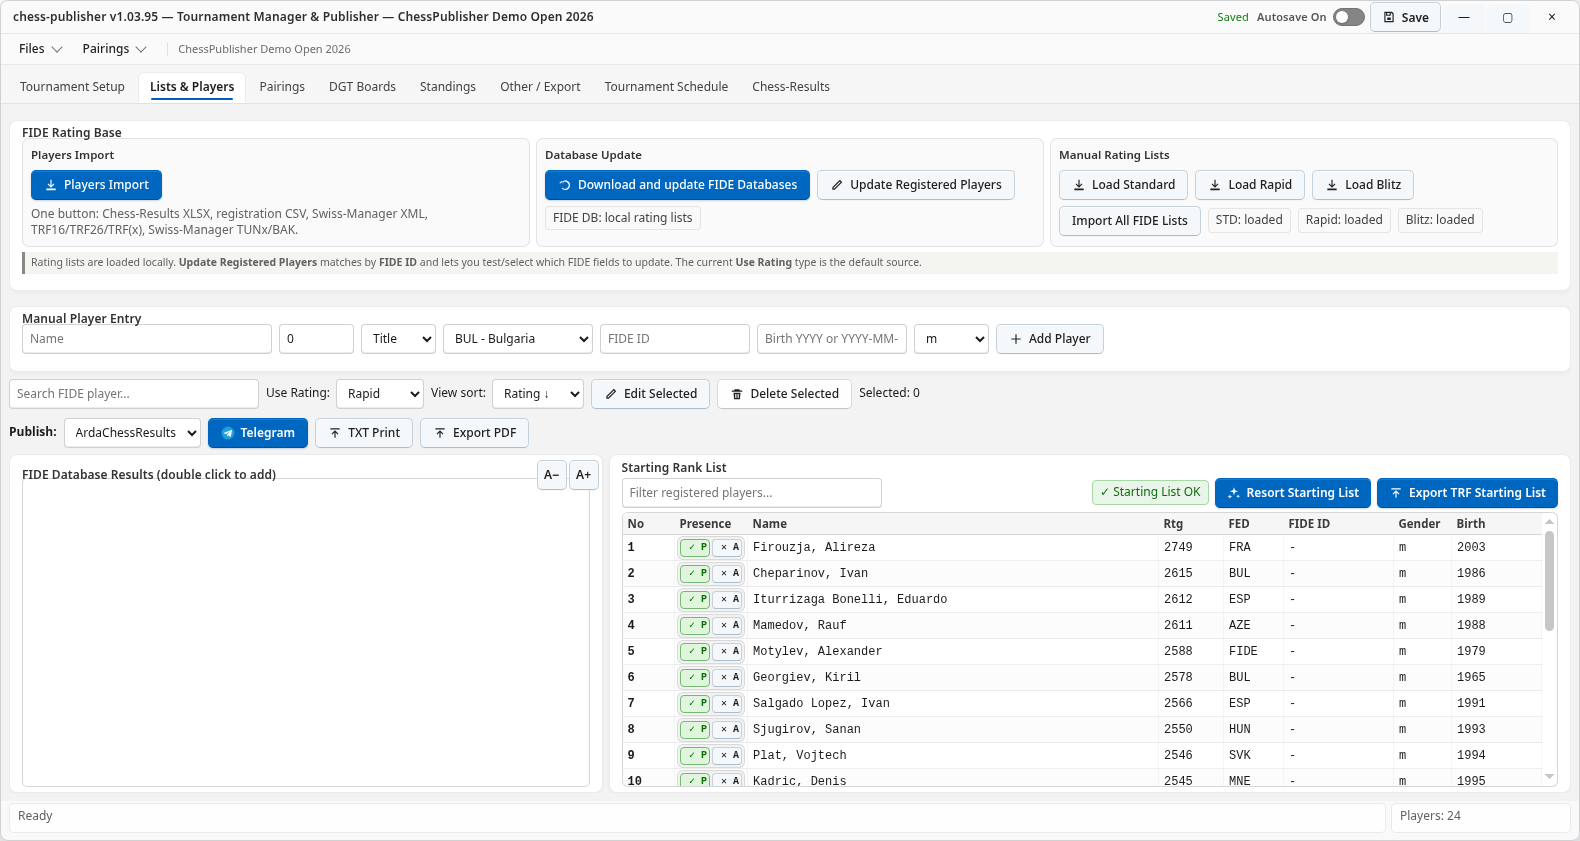 chess-publisher v1.03.95 — Tournament Manager & Publisher — ChessPublisher Demo Open 2026
Saved Autosave On Save
Files Pairings ChessPublisher Demo Open 2026
Tournament Setup Lists & Players Pairings DGT Boards Standings Other / Export Tournament Schedule Chess-Results
FIDE Rating Base
Players Import
Players Import
One button: Chess-Results XLSX, registration CSV, Swiss-Manager XML,
TRF16/TRF26/TRF(x), Swiss-Manager TUNx/BAK.
Database Update
Download and update FIDE Databases Update Registered Players
FIDE DB: local rating lists
Manual Rating Lists
Load Standard Load Rapid Load Blitz
Import All FIDE Lists STD: loaded Rapid: loaded Blitz: loaded
Rating lists are loaded locally. Update Registered Players matches by FIDE ID and lets you test/select which FIDE fields to update. The current Use Rating type is the default source.
Manual Player Entry
Name 0 Title BUL - Bulgaria FIDE ID Birth YYYY or YYYY-MM- m + Add Player
Search FIDE player... Use Rating: Rapid View sort: Rating ↓ Edit Selected Delete Selected Selected: 0
Publish: ArdaChessResults Telegram TXT Print Export PDF
FIDE Database Results (double click to add) A− A+
Starting Rank List
Filter registered players... ✓ Starting List OK Resort Starting List Export TRF Starting List
No Presence Name Rtg FED FIDE ID Gender Birth
1 ✓ P × A Firouzja, Alireza 2749 FRA - m 2003
2 ✓ P × A Cheparinov, Ivan 2615 BUL - m 1986
3 ✓ P × A Iturrizaga Bonelli, Eduardo 2612 ESP - m 1989
4 ✓ P × A Mamedov, Rauf 2611 AZE - m 1988
5 ✓ P × A Motylev, Alexander 2588 FIDE - m 1979
6 ✓ P × A Georgiev, Kiril 2578 BUL - m 1965
7 ✓ P × A Salgado Lopez, Ivan 2566 ESP - m 1991
8 ✓ P × A Sjugirov, Sanan 2550 HUN - m 1993
9 ✓ P × A Plat, Vojtech 2546 SVK - m 1994
10 ✓ P × A Kadric, Denis 2545 MNE - m 1995
Ready Players: 24